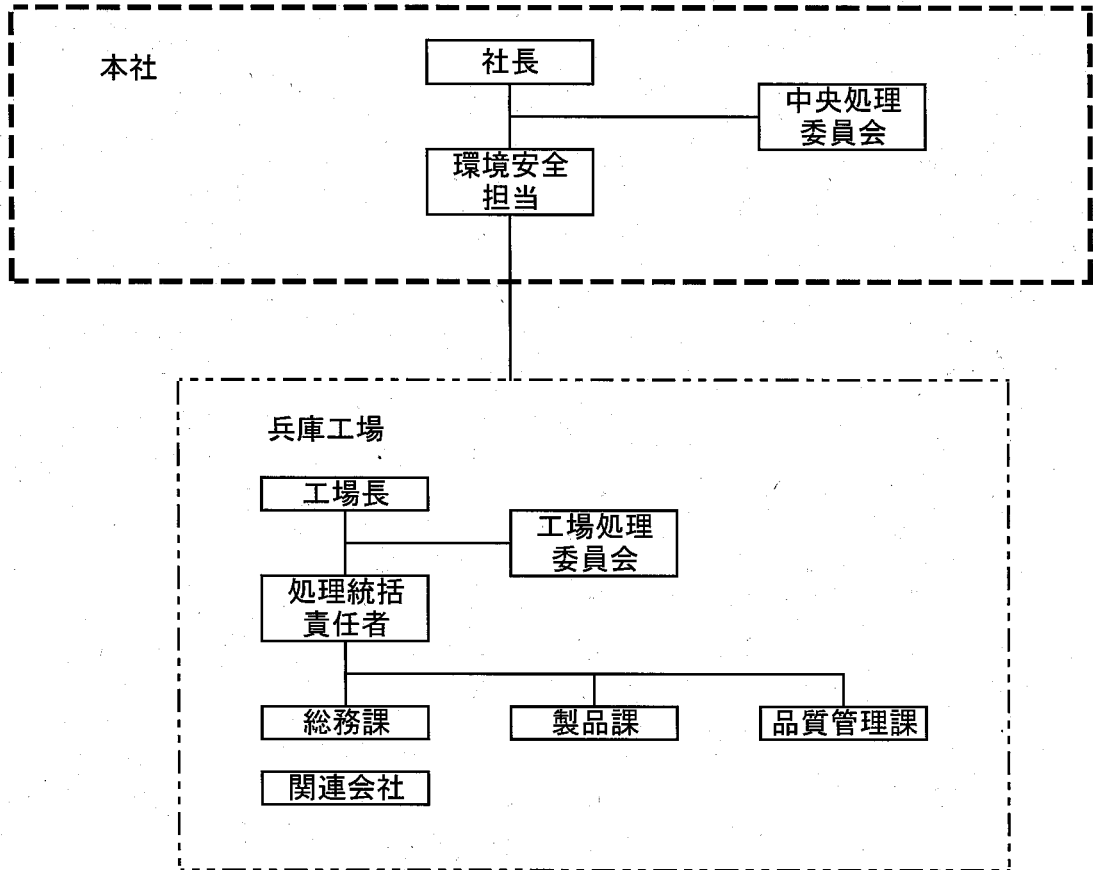 本社
社長
中央処理
委員会
環境安全
担当
兵庫工場
工場長
工場処理
委員会
処理統括
責任者
総務課
製品課
品質管理課
関連会社